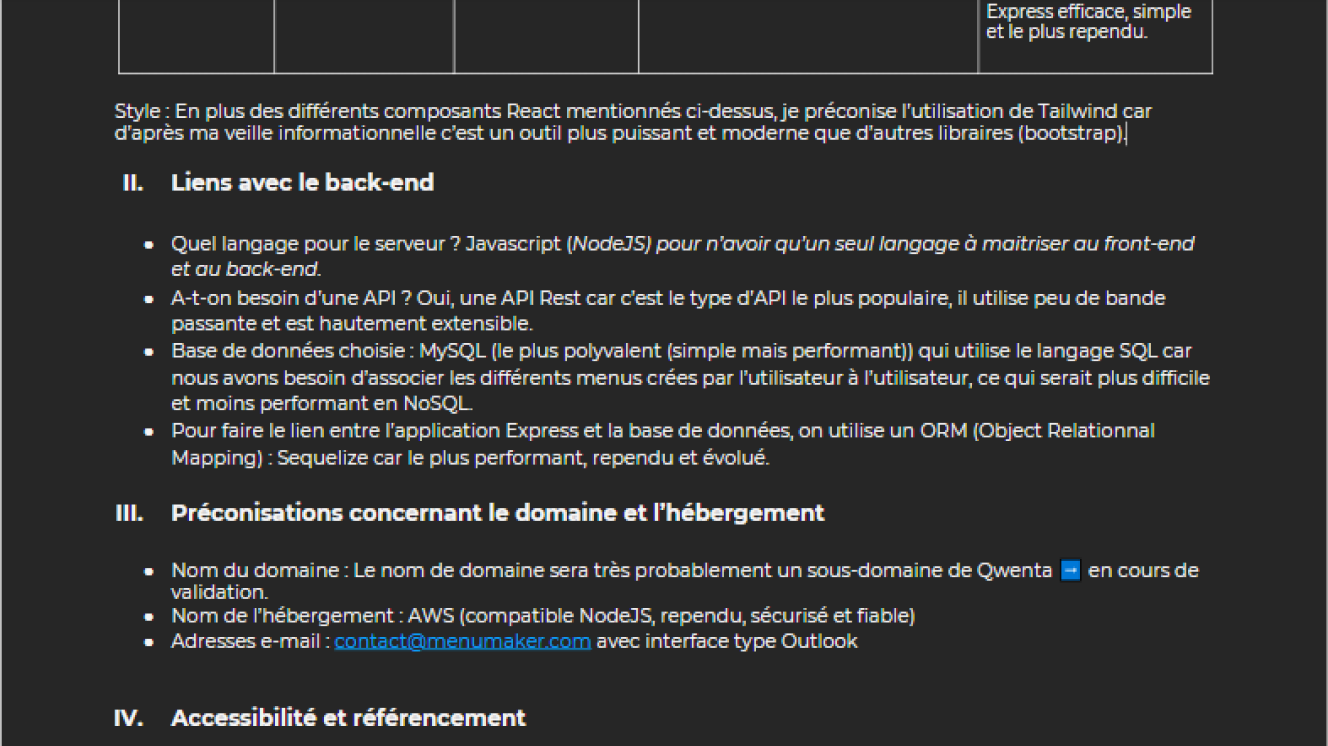 Express efficace, simple
et le plus rependu.
Style : En plus des différents composants React mentionnés ci-dessus, je préconise l'utilisation de Tailwind car
d'après ma veille informationnelle c'est un outil plus puissant et moderne que d'autres libraires (bootstrap).
II. Liens avec le back-end
• Quel langage pour le serveur ? Javascript (NodeJS) pour n'avoir qu'un seul langage à maitriser au front-end
et au back-end.
• A-t-on besoin d'une API ? Oui, une API Rest car c'est le type d'API le plus populaire, il utilise peu de bande
passante et est hautement extensible.
• Base de données choisie : MySQL (le plus polyvalent (simple mais performant)) qui utilise le langage SQL car
nous avons besoin d'associer les différents menus crées par l'utilisateur à l'utilisateur, ce qui serait plus difficile
et moins performant en NoSQL.
• Pour faire le lien entre l'application Express et la base de données, on utilise un ORM (Object Relationnal
Mapping) : Sequelize car le plus performant, rependu et évolué.
III. Préconisations concernant le domaine et l'hébergement
• Nom du domaine : Le nom de domaine sera très probablement un sous-domaine de Qwenta ➡ en cours de
validation.
• Nom de l'hébergement : AWS (compatible NodeJS, rependu, sécurisé et fiable)
• Adresses e-mail : contact@menumaker.com avec interface type Outlook
IV. Accessibilité et référencement